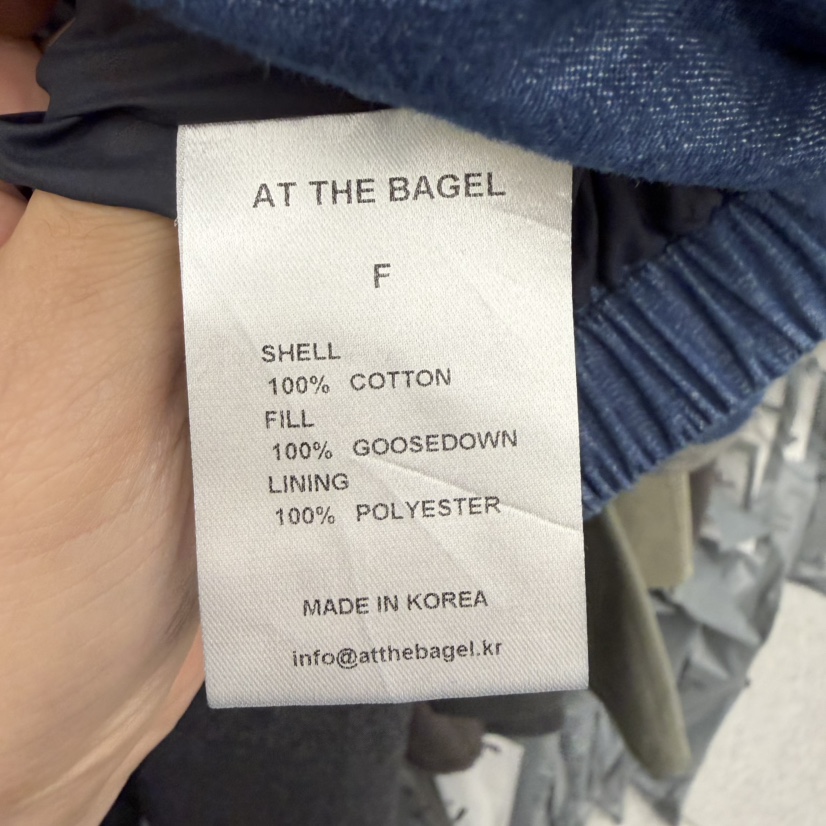 AT THE BAGEL
F
SHELL
100% COTTON
FILL
100% GOOSEDOWN
LINING
100% POLYESTER
MADE IN KOREA
info@atthebagel.kr